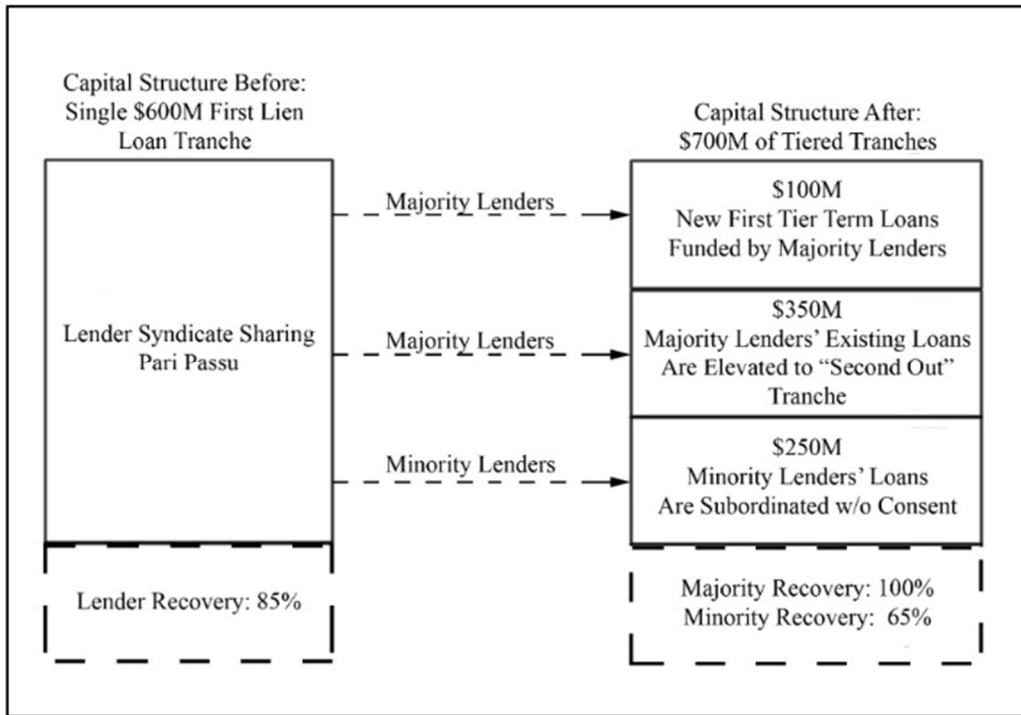 Capital Structure Before:
Single $600M First Lien
Loan Tranche
Lender Syndicate Sharing
Pari Passu
Lender Recovery: 85%
Majority Lenders
Majority Lenders
Minority Lenders
Capital Structure After:
$700M of Tiered Tranches
$100M
New First Tier Term Loans
Funded by Majority Lenders
$350M
Majority Lenders’ Existing Loans
Are Elevated to “Second Out”
Tranche
$250M
Minority Lenders’ Loans
Are Subordinated w/o Consent
Majority Recovery: 100%
Minority Recovery: 65%